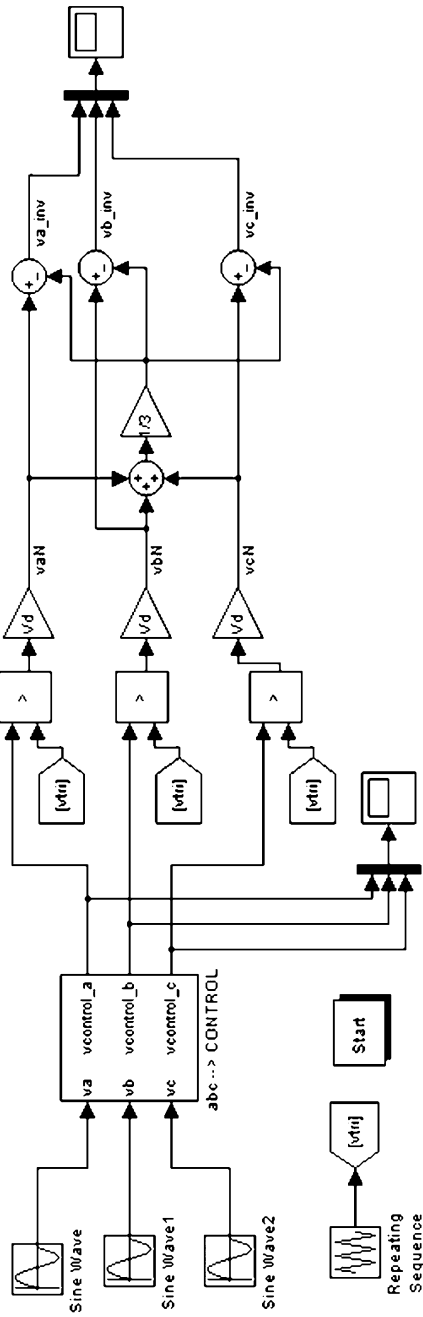 Sine Wave
Sine Wave1
Sine Wave2
va
vb
vc
vcontrol_a
vcontrol_b
vcontrol_c
abc --> CONTROL
[vtri]
>
Vd
vaN
[vtri]
>
Vd
vbN
[vtri]
>
Vd
vcN
+
+
+
1/3
+
-
va_inv
+
-
vb_inv
+
-
vc_inv
Repeating
Sequence
[vtri]
Start